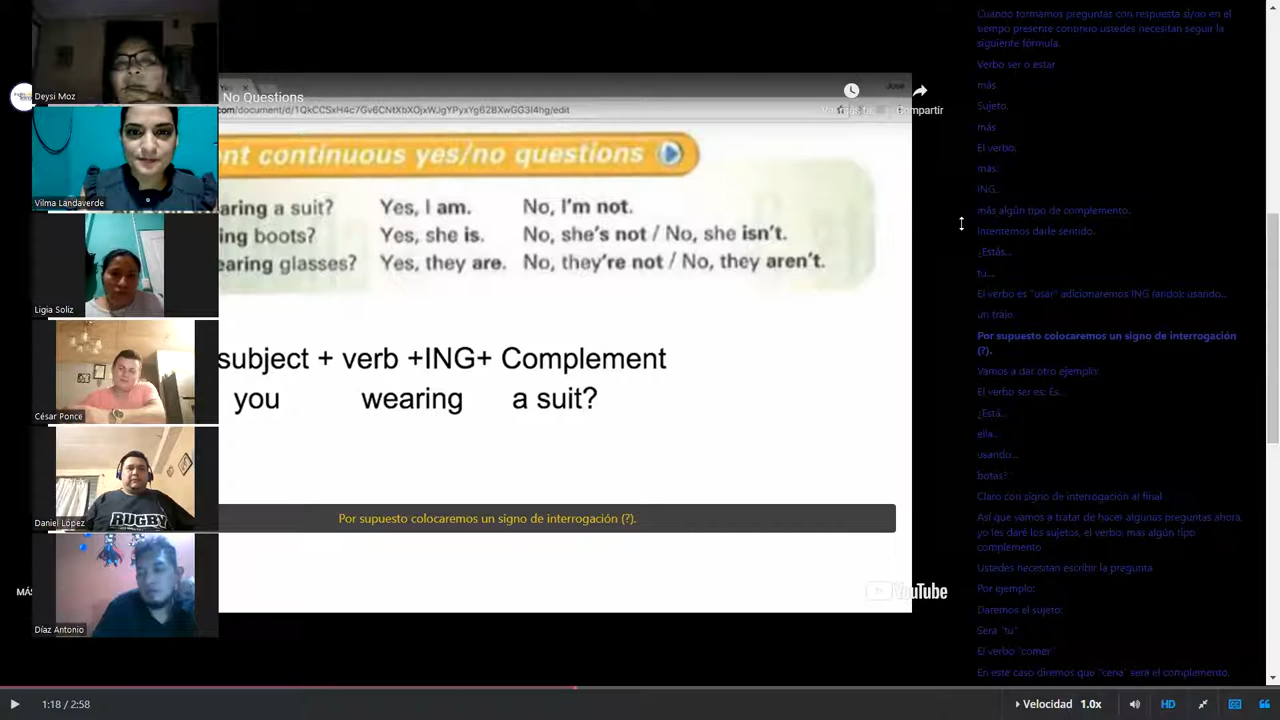 Deysi Moz
Vilma Landaverde
Ligia Soliz
César Ponce
Daniel López
Díaz Antonio
MÁS
No Questions
José
com/document/d/1QkCCSxH4c7Gv6CNtXbXOjxWJgYPyxYg62BXwGG3I4hg/edit
Compartir
nt continuous yes/no questions
aring a suit? Yes, I am. No, I'm not.
ing boots? Yes, she is. No, she's not / No, she isn't.
earing glasses? Yes, they are. No, they're not / No, they aren't.
subject + verb +ING+ Complement
you wearing a suit?
Por supuesto colocaremos un signo de interrogación (?).
YouTube
Cuando formamos preguntas con respuesta si/no en el
tiempo presente continuo ustedes necesitan seguir la
siguiente fórmula.
Verbo ser o estar
más
Sujeto.
más
El verbo.
más.
ING..
más algún tipo de complemento.
Intentemos darle sentido.
¿Estás...
tu....
El verbo es "usar" adicionaremos ING (ando): usando...
un traje.
Por supuesto colocaremos un signo de interrogación
(?).
Vamos a dar otro ejemplo:
El verbo ser es: Es...
¿Está...
ella...
usando...
botas?
Claro con signo de interrogación al final
Así que vamos a tratar de hacer algunas preguntas ahora,
yo les daré los sujetos, el verbo, mas algún tipo
complemento
Ustedes necesitan escribir la pregunta
Por ejemplo:
Daremos el sujeto:
Sera "tu"
El verbo "comer"
En este caso diremos que "cena" será el complemento.
1:18 / 2:58
Velocidad 1.0x
HD